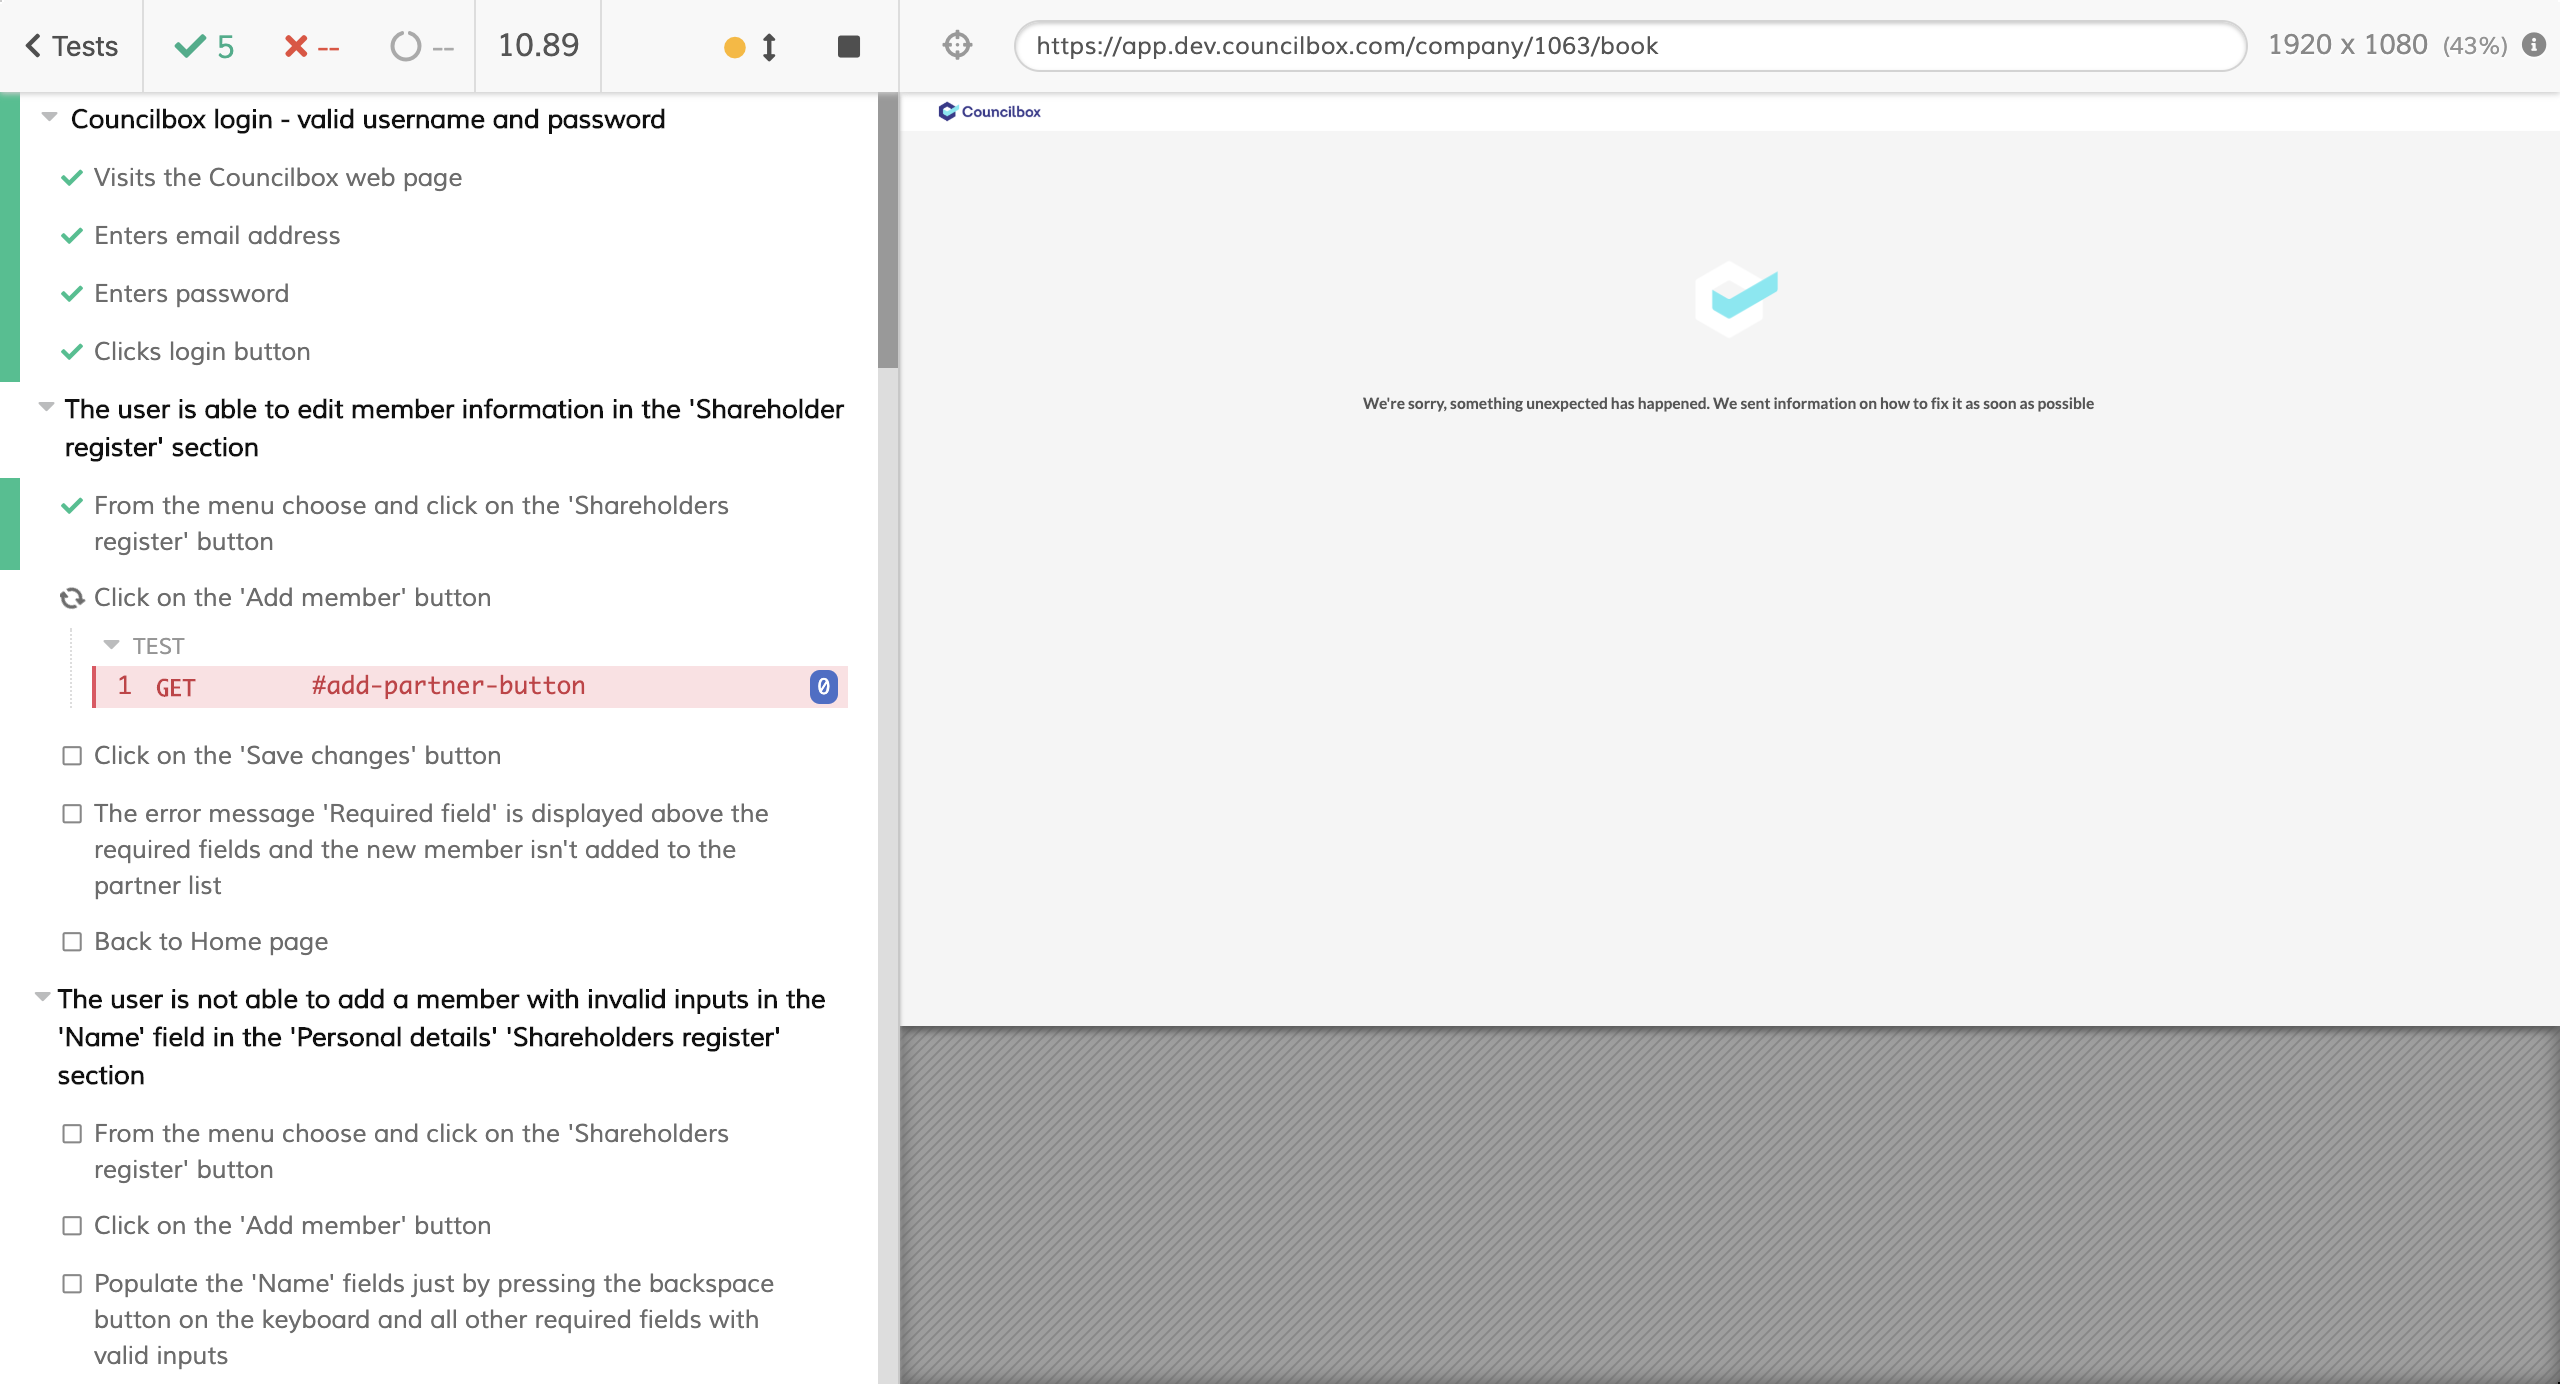 Tests
5
--
--
10.89
https://app.dev.councilbox.com/company/1063/book
1920 x 1080 (43%)
Councilbox login - valid username and password
Visits the Councilbox web page
Enters email address
Enters password
Clicks login button
The user is able to edit member information in the 'Shareholder
register' section
From the menu choose and click on the 'Shareholders
register' button
Click on the 'Add member' button
TEST
1 GET #add-partner-button 0
Click on the 'Save changes' button
The error message 'Required field' is displayed above the
required fields and the new member isn't added to the
partner list
Back to Home page
The user is not able to add a member with invalid inputs in the
'Name' field in the 'Personal details' 'Shareholders register'
section
From the menu choose and click on the 'Shareholders
register' button
Click on the 'Add member' button
Populate the 'Name' fields just by pressing the backspace
button on the keyboard and all other required fields with
valid inputs
Councilbox
We're sorry, something unexpected has happened. We sent information on how to fix it as soon as possible